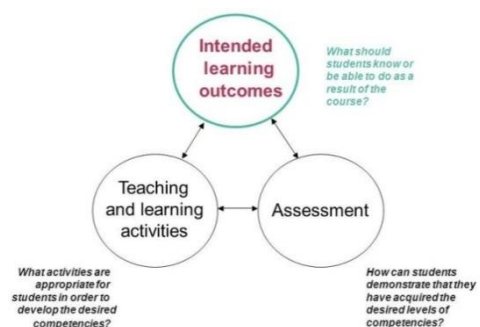 Intended
learning
outcomes
What should
students know or
be able to do as a
result of the
course?
Teaching
and learning
activities
Assessment
What activities are
appropriate for
students in order to
develop the desired
competencies?
How can students
demonstrate that they
have acquired the
desired levels of
competencies?